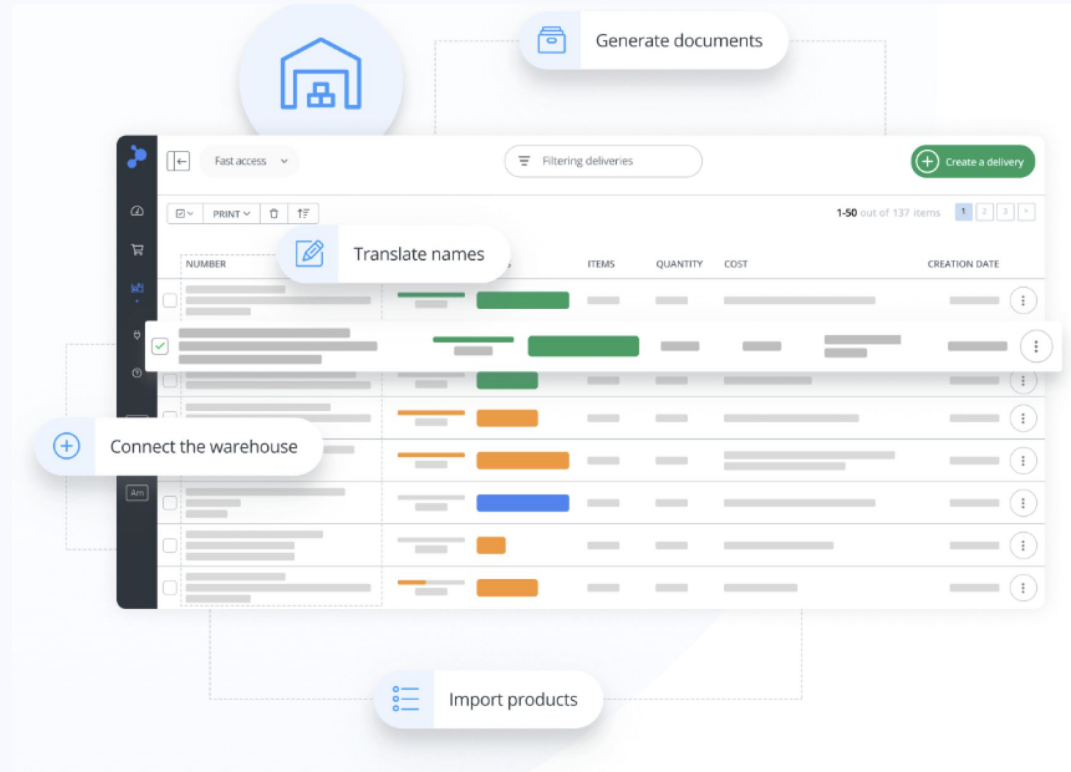 Generate documents
Fast access
Filtering deliveries
Create a delivery
PRINT
1-50 out of 137 items
1 2 3 >
Translate names
NUMBER
ITEMS
QUANTITY
COST
CREATION DATE
Connect the warehouse
Am
Import products